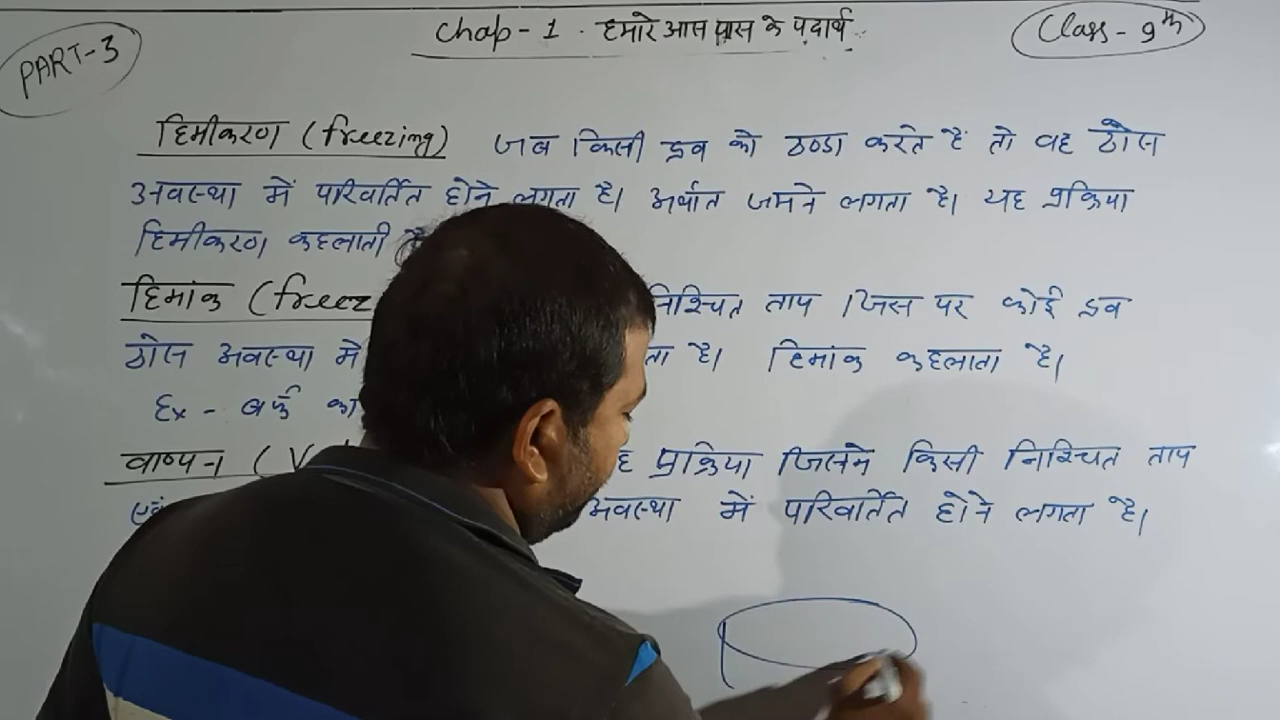 PART-3
Chap-1. हमारे आस पास के पदार्थ
Class-9th
हिमीकरण (freezing) जब किसी द्रव को ठण्डा करते हैं तो वह ठोस
अवस्था में परिवर्तित होने लगता है। अर्थात जमने लगता है। यह प्रक्रिया
हिमीकरण कहलाती
हिमांक (freez निश्चित ताप जिस पर कोई द्रव
ठोस अवस्था में है। हिमांक कहलाता है।
Ex - बर्फ का
वाष्पन ( प्रक्रिया जिसमे किसी निश्चित ताप
अवस्था में परिवर्तित होने लगता है।